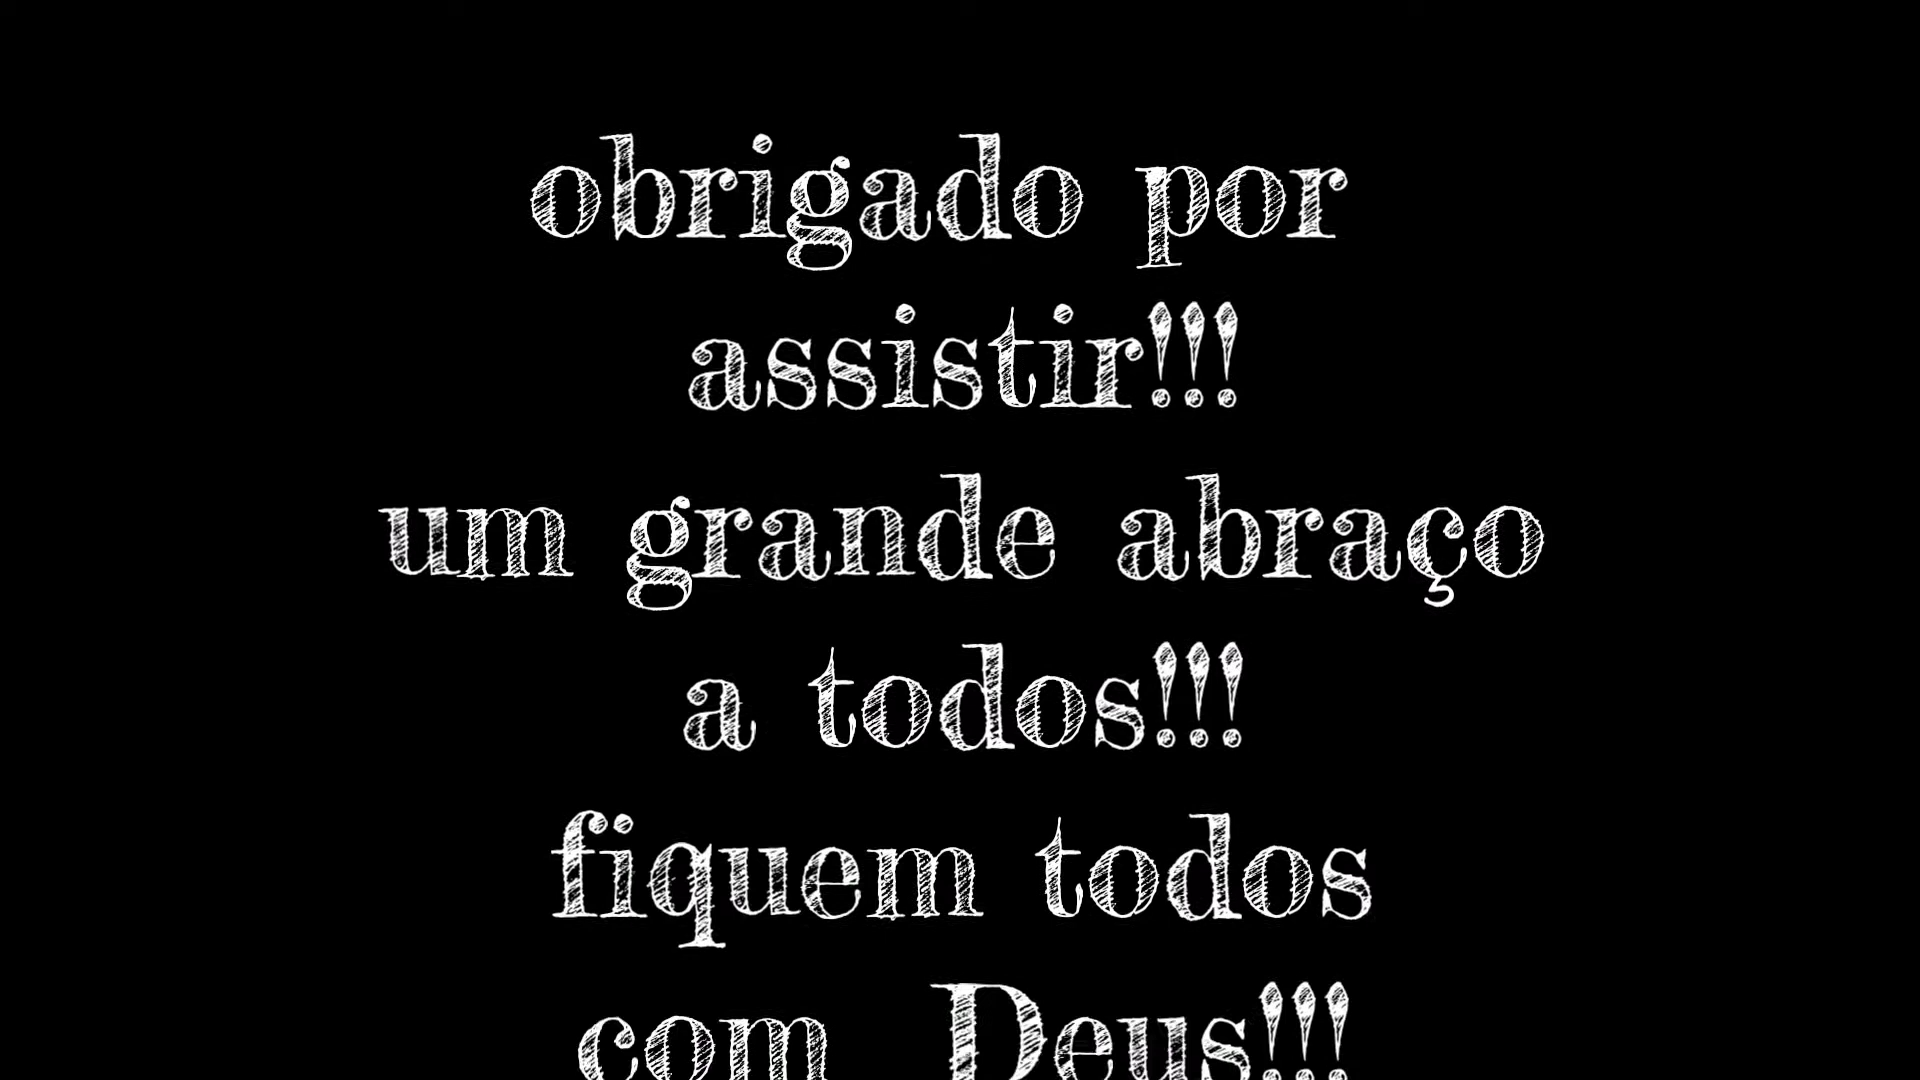 obrigado por
assistir!!!
um grande abraço
a todos!!!
fiquem todos
com Deus!!!